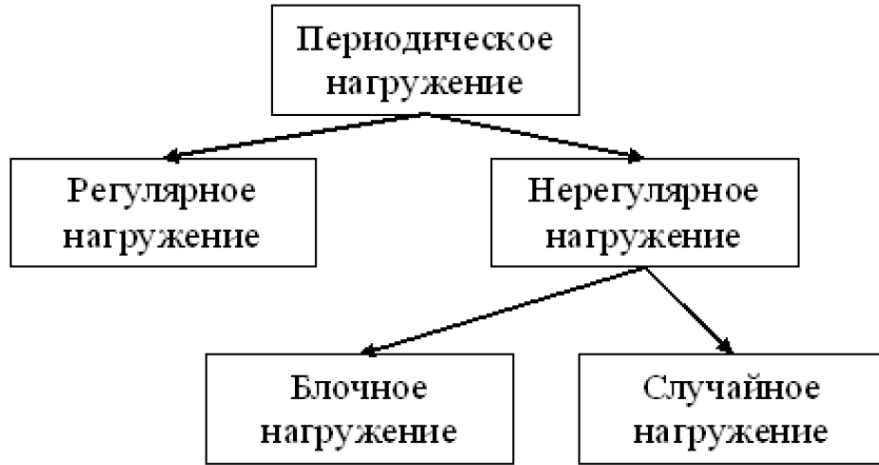 Периодическое
нагружение
Регулярное
нагружение
Нерегулярное
нагружение
Блочное
нагружение
Случайное
нагружение